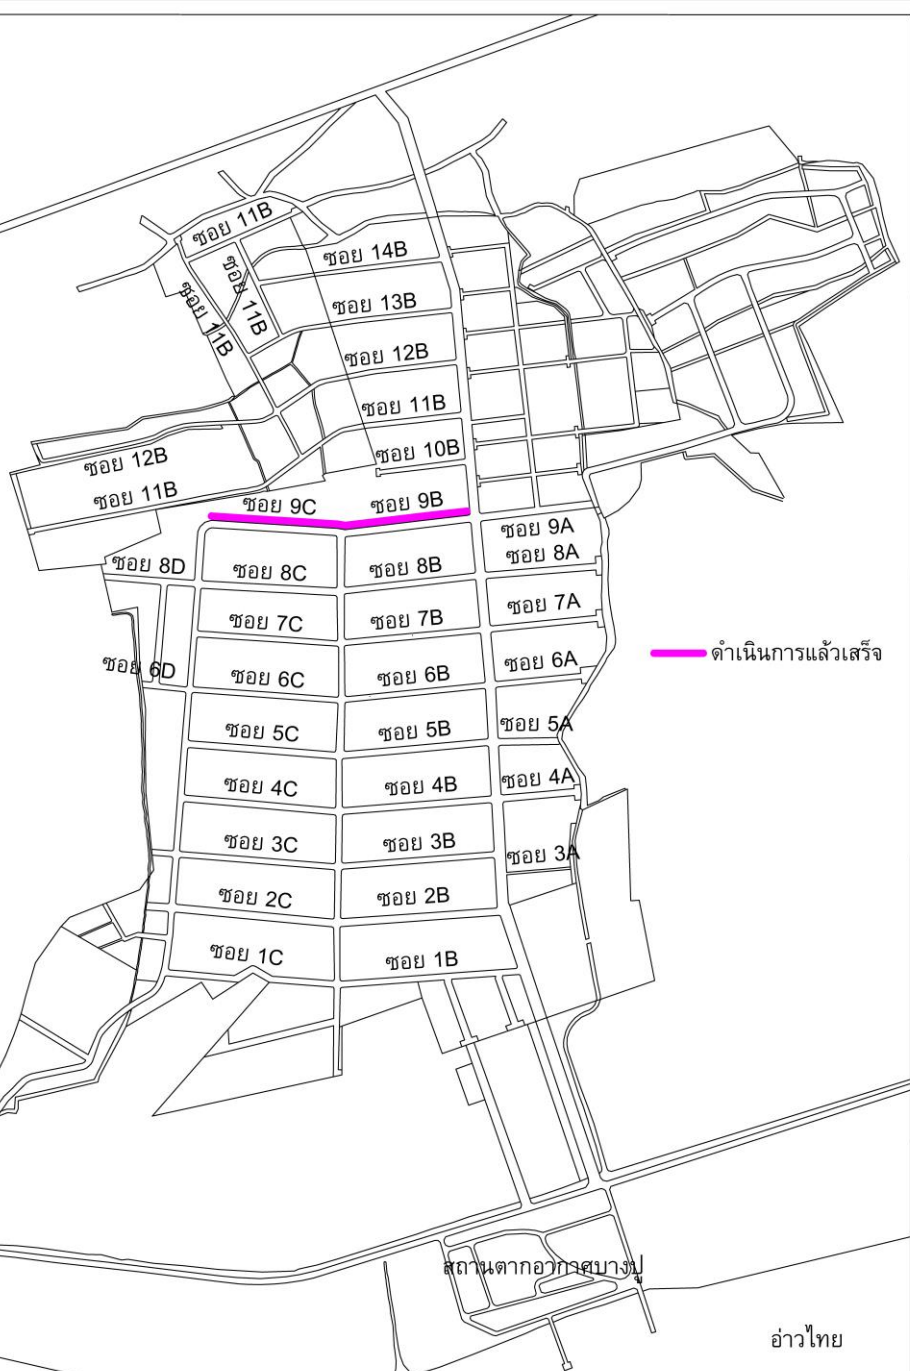 ซอย 11B
ซอย 14B
ซอย 11B
ซอย 11B
ซอย 13B
ซอย 12B
ซอย 11B
ซอย 10B
ซอย 12B
ซอย 11B
ซอย 9C
ซอย 9B
ซอย 9A
ซอย 8A
ซอย 8D
ซอย 8C
ซอย 8B
ซอย 7C
ซอย 7B
ซอย 7A
ซอย 6D
ซอย 6C
ซอย 6B
ซอย 6A
ดำเนินการแล้วเสร็จ
ซอย 5C
ซอย 5B
ซอย 5A
ซอย 4C
ซอย 4B
ซอย 4A
ซอย 3C
ซอย 3B
ซอย 3A
ซอย 2C
ซอย 2B
ซอย 1C
ซอย 1B
สถานตากอากาศบางปู
อ่าวไทย